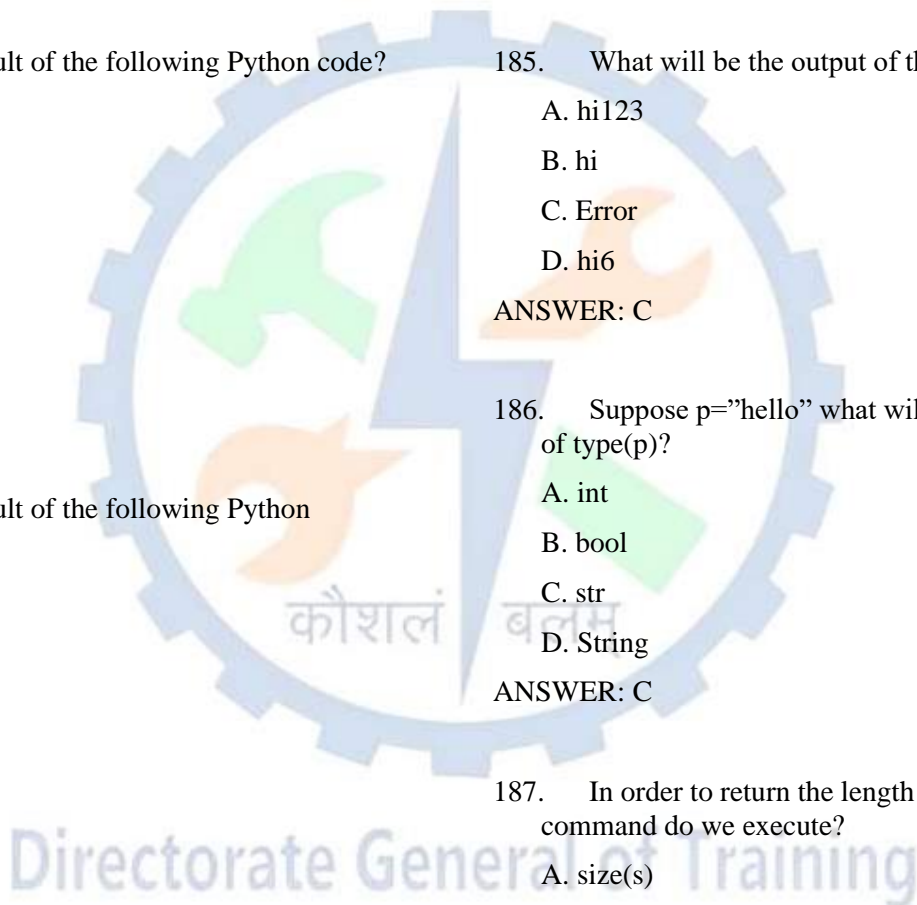 ult of the following Python code?
ult of the following Python
185. What will be the output of th
A. hi123
B. hi
C. Error
D. hi6
ANSWER: C
186. Suppose p=”hello” what wil
of type(p)?
A. int
B. bool
C. str
D. String
ANSWER: C
187. In order to return the length
command do we execute?
A. size(s)
कौशलं बलम्
Directorate General of Training